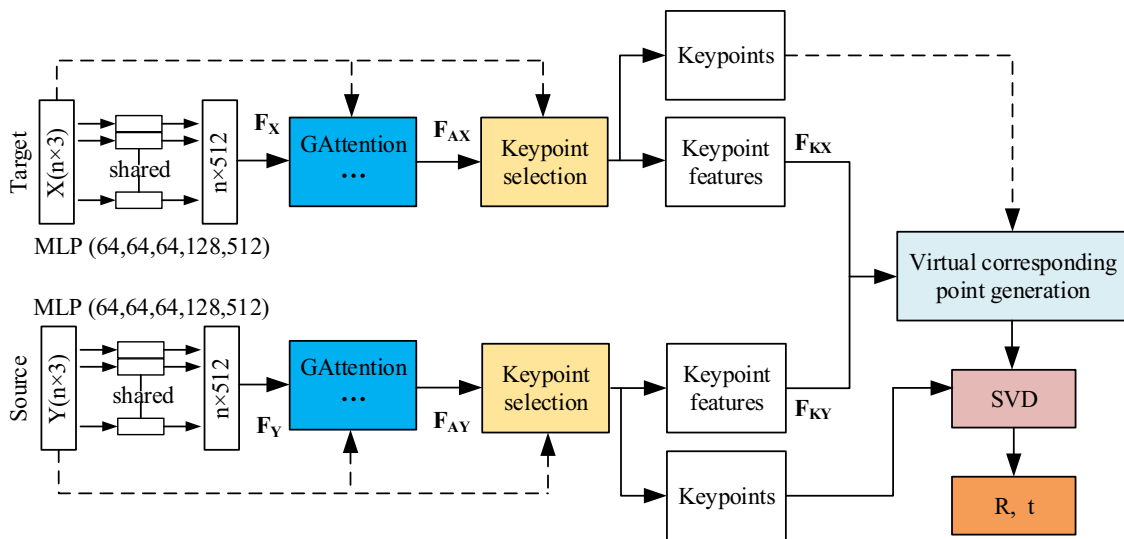 Target
X(n×3)
shared
n×512
MLP (64,64,64,128,512)
F_X
GAttention
...
F_AX
Keypoint
selection
Keypoints
Keypoint
features
F_KX
Virtual corresponding
point generation
MLP (64,64,64,128,512)
Source
Y(n×3)
shared
n×512
F_Y
GAttention
...
F_AY
Keypoint
selection
Keypoint
features
F_KY
Keypoints
SVD
R, t